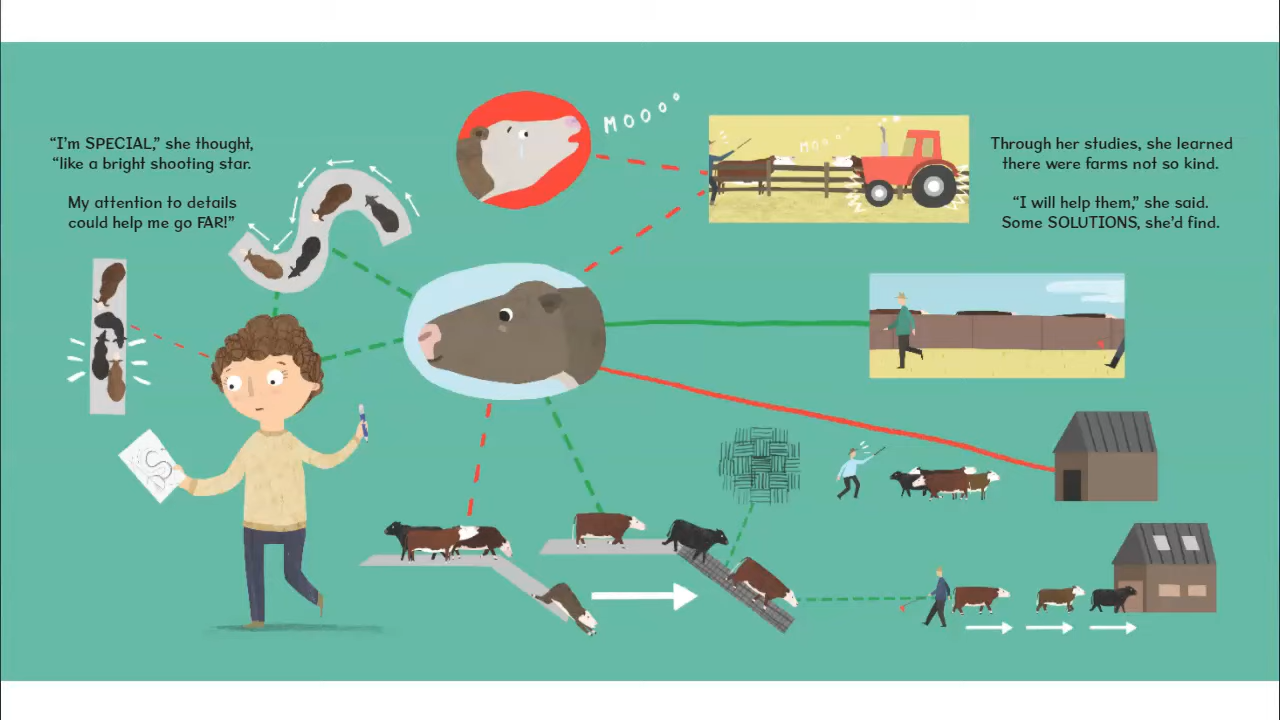 “I’m SPECIAL,” she thought,
“like a bright shooting star.
My attention to details
could help me go FAR!”
MOOOO
Mooo
Through her studies, she learned
there were farms not so kind.
“I will help them,” she said.
Some SOLUTIONS, she’d find.